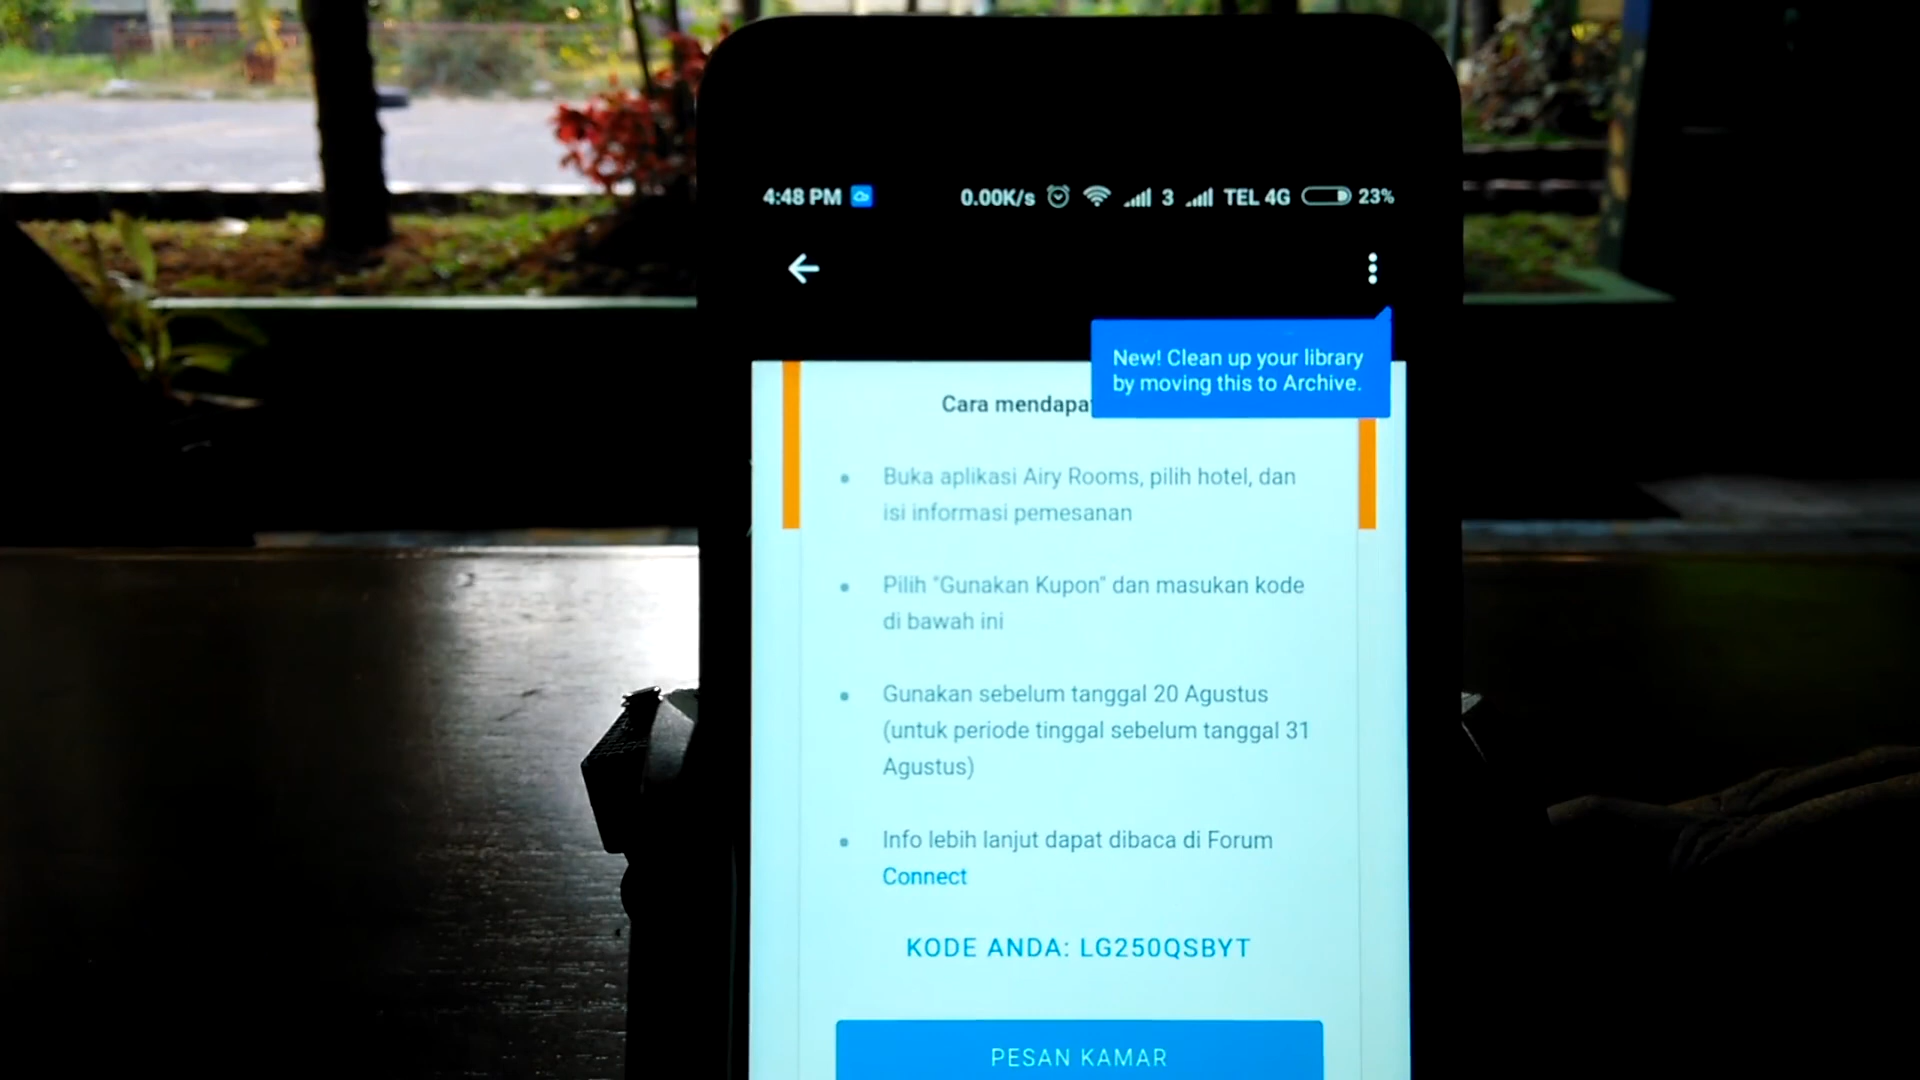 4:48 PM 0.00K/s 3 TEL 4G 23%
New! Clean up your library
by moving this to Archive.
Cara
Buka aplikasi Airy Rooms, pilih hotel, dan
isi informasi pemesanan
Pilih "Gunakan Kupon" dan masukan kode
di bawah ini
Gunakan sebelum tanggal 20 Agustus
(untuk periode tinggal sebelum tanggal 31
Agustus)
Info lebih lanjut dapat dibaca di Forum
Connect
KODE ANDA: LG250QSBYT
PESAN KAMAR